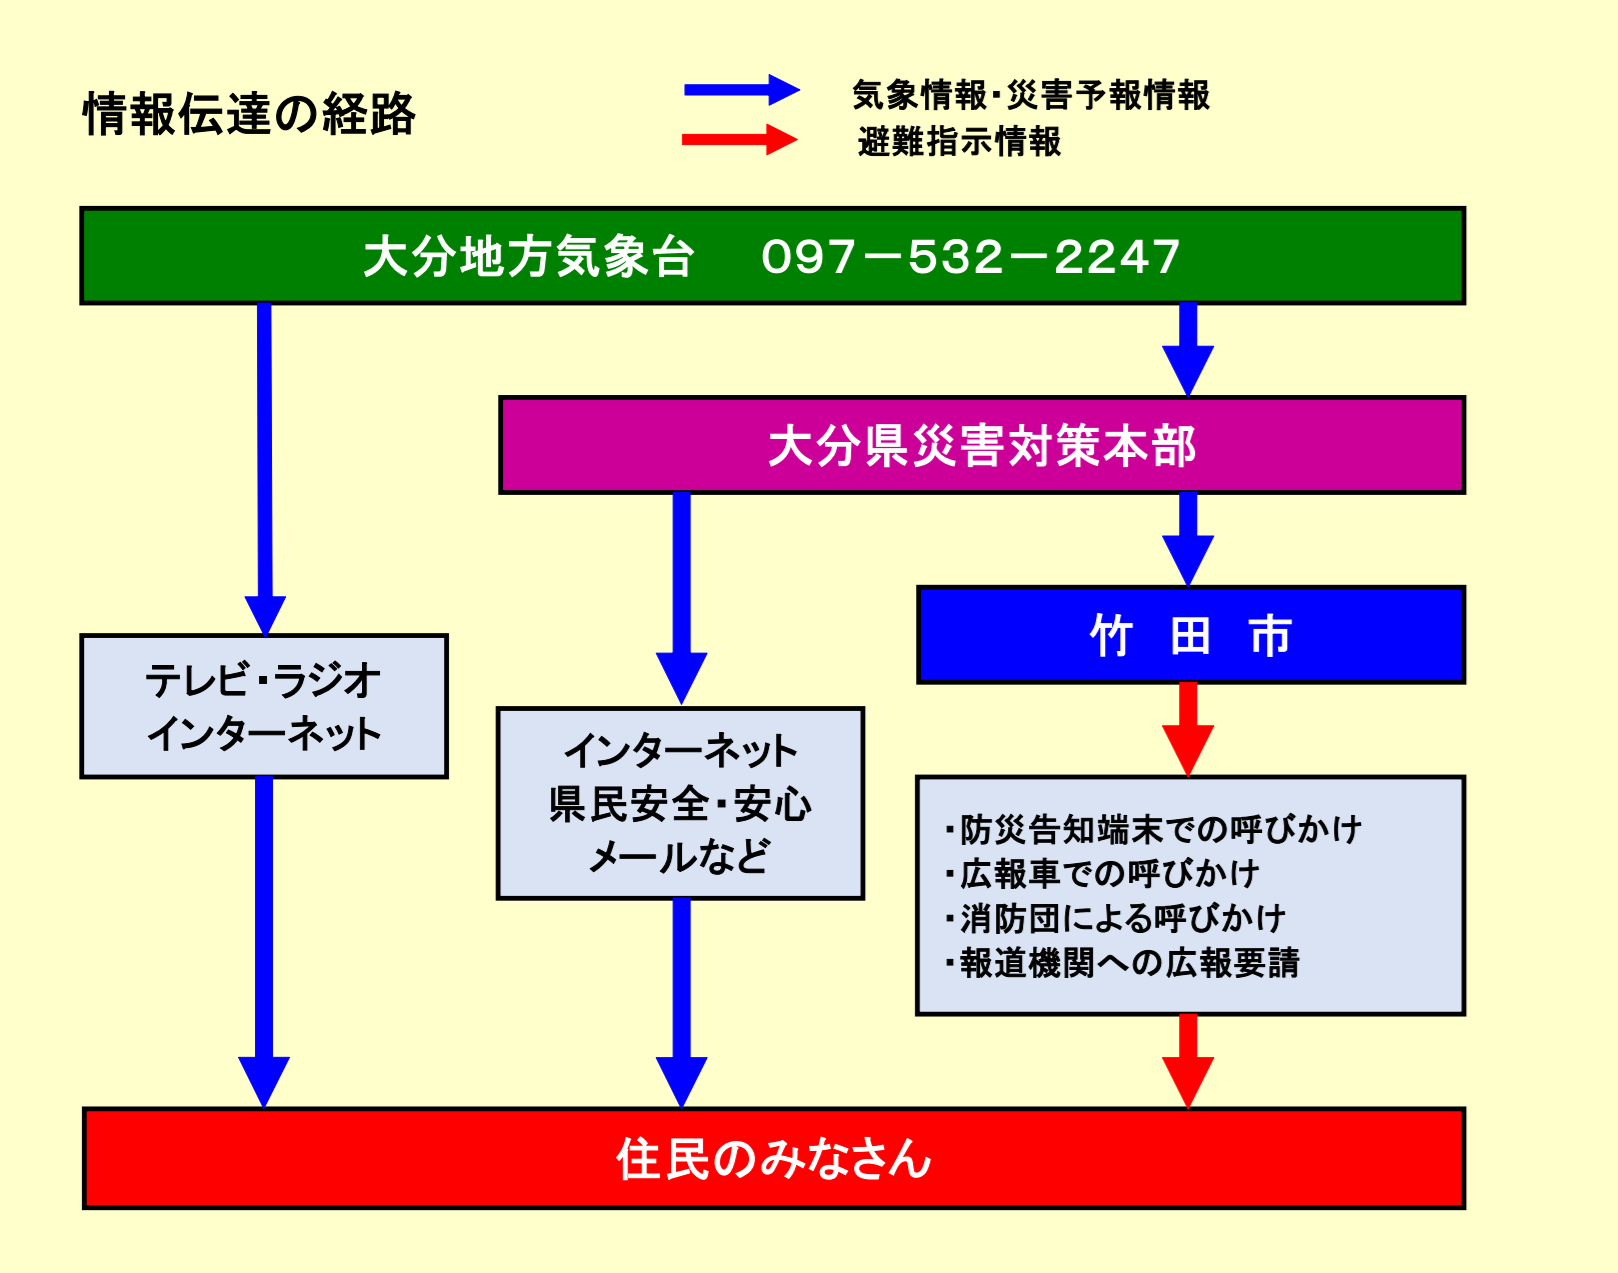 情報伝達の経路
気象情報・災害予報情報
避難指示情報
大分地方気象台　097－532－2247
大分県災害対策本部
竹　田　市
テレビ・ラジオ
インターネット
インターネット
県民安全・安心
メールなど
・防災告知端末での呼びかけ
・広報車での呼びかけ
・消防団による呼びかけ
・報道機関への広報要請
住民のみなさん